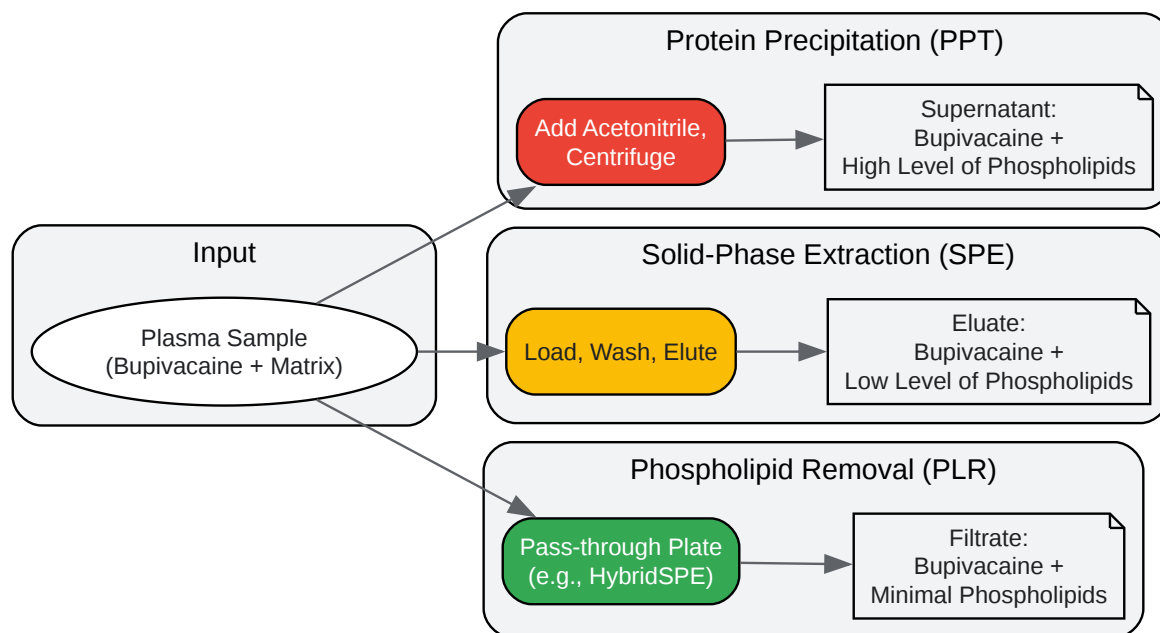 Protein Precipitation (PPT)
Add Acetonitrile,
Centrifuge
Supernatant:
Bupivacaine +
High Level of Phospholipids
Input
Plasma Sample
(Bupivacaine + Matrix)
Solid-Phase Extraction (SPE)
Load, Wash, Elute
Eluate:
Bupivacaine +
Low Level of Phospholipids
Phospholipid Removal (PLR)
Pass-through Plate
(e.g., HybridSPE)
Filtrate:
Bupivacaine +
Minimal Phospholipids